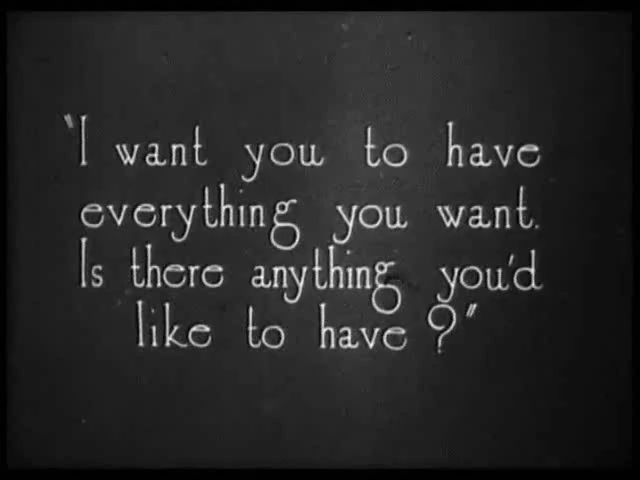 "I want you to have
everything you want.
Is there anything you'd
like to have?"